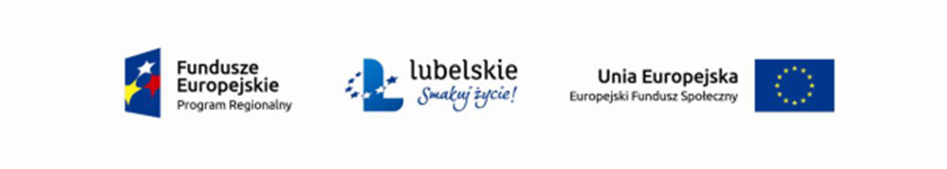 Fundusze
Europejskie
Program Regionalny
lubelskie
Smakuj życie!
Unia Europejska
Europejski Fundusz Społeczny